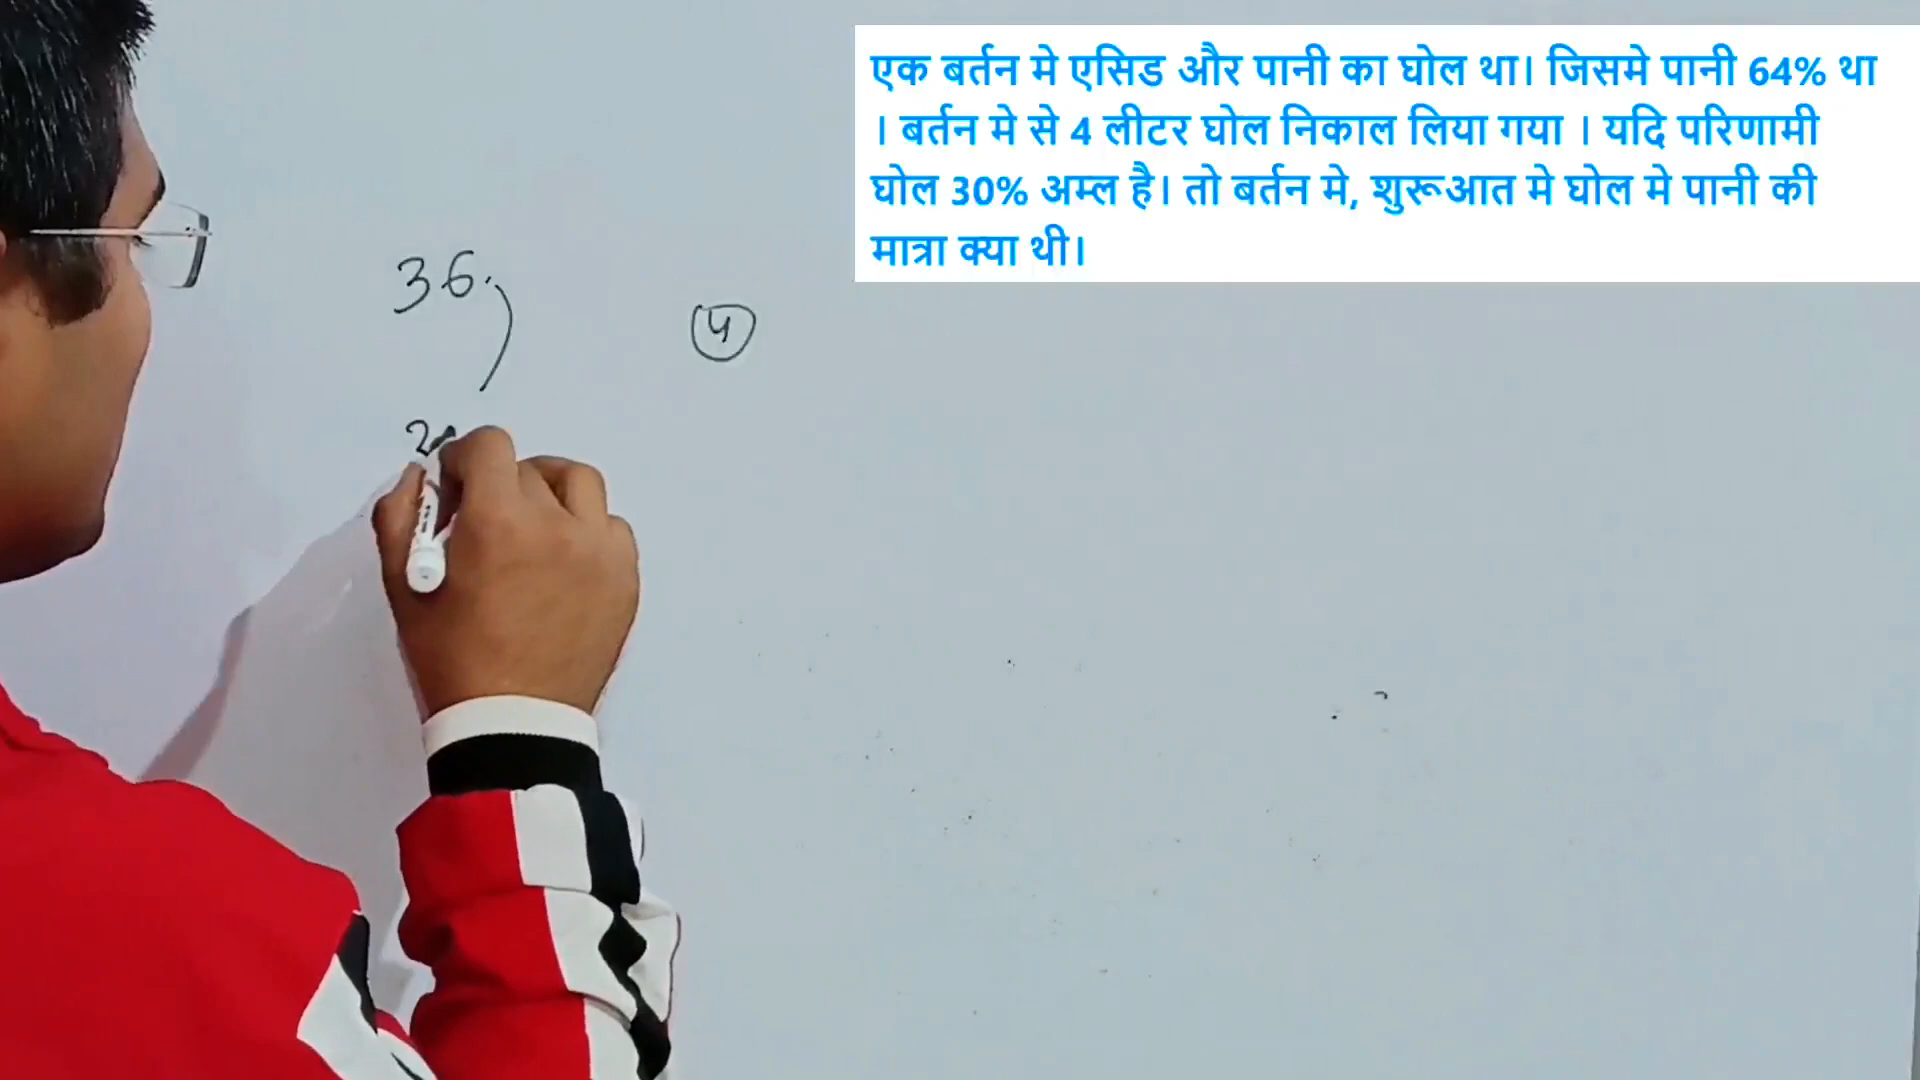 एक बर्तन मे एसिड और पानी का घोल था। जिसमे पानी 64% था
। बर्तन मे से 4 लीटर घोल निकाल लिया गया । यदि परिणामी
घोल 30% अम्ल है। तो बर्तन मे, शुरूआत मे घोल मे पानी की
मात्रा क्या थी।
36
4